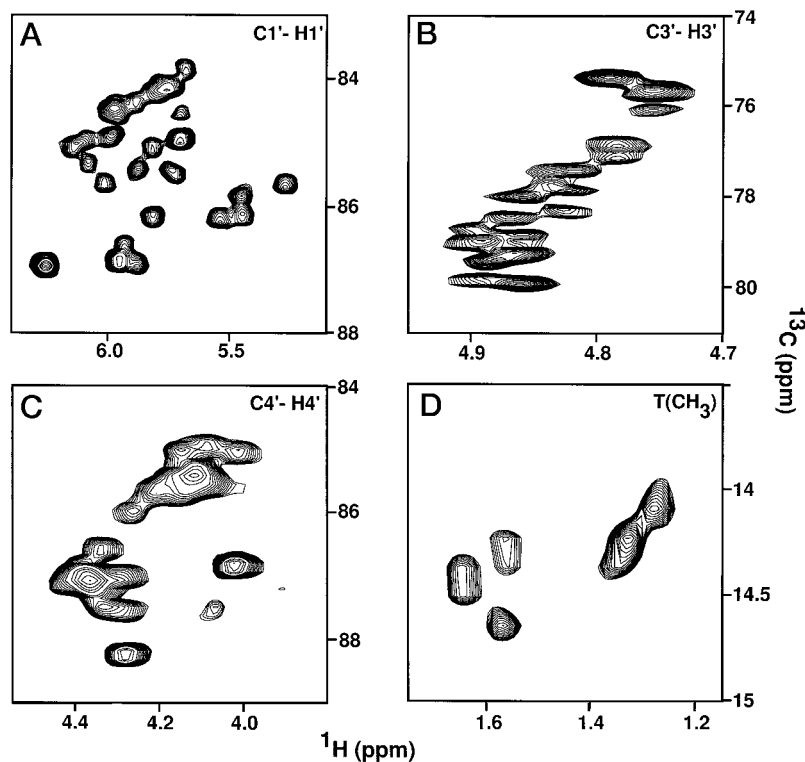 A C1'- H1'
84
86
88
6.0 5.5
B C3'- H3'
74
76
78
80
4.9 4.8 4.7
C C4'- H4'
84
86
88
4.4 4.2 4.0
D T(CH3)
14
14.5
15
1.6 1.4 1.2
13C (ppm)
1H (ppm)